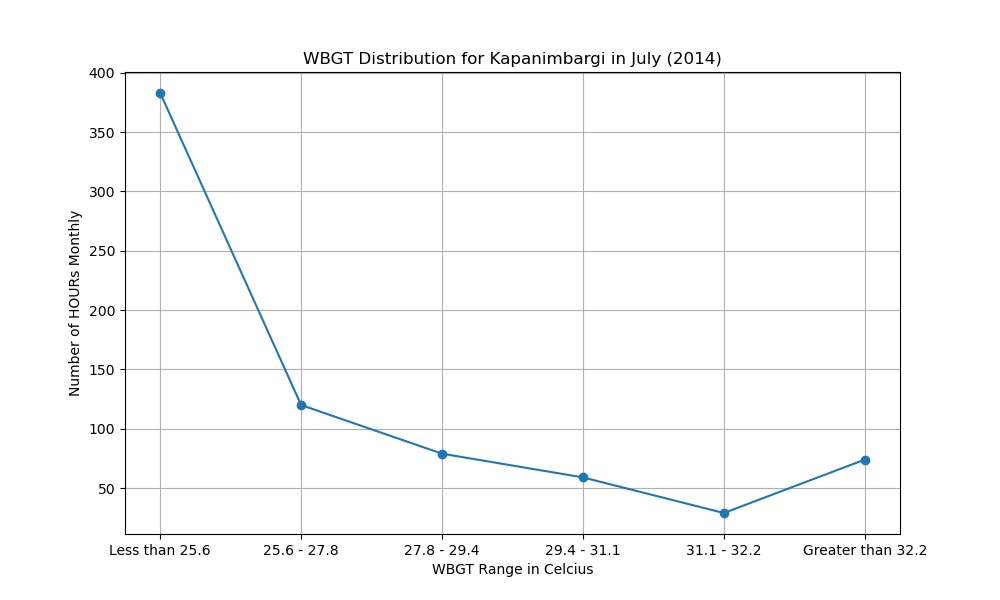 WBGT Distribution for Kapanimbargi in July (2014)
Number of HOURs Monthly
400
350
300
250
200
150
100
50
Less than 25.6 25.6 - 27.8 27.8 - 29.4 29.4 - 31.1 31.1 - 32.2 Greater than 32.2
WBGT Range in Celcius